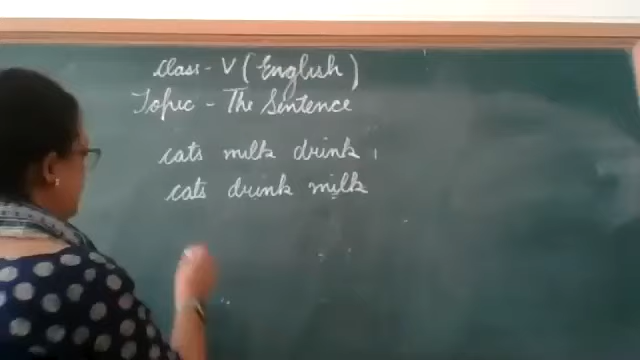 Class - V (English)
Topic - The Sentence
cats milk drink
cats drink milk